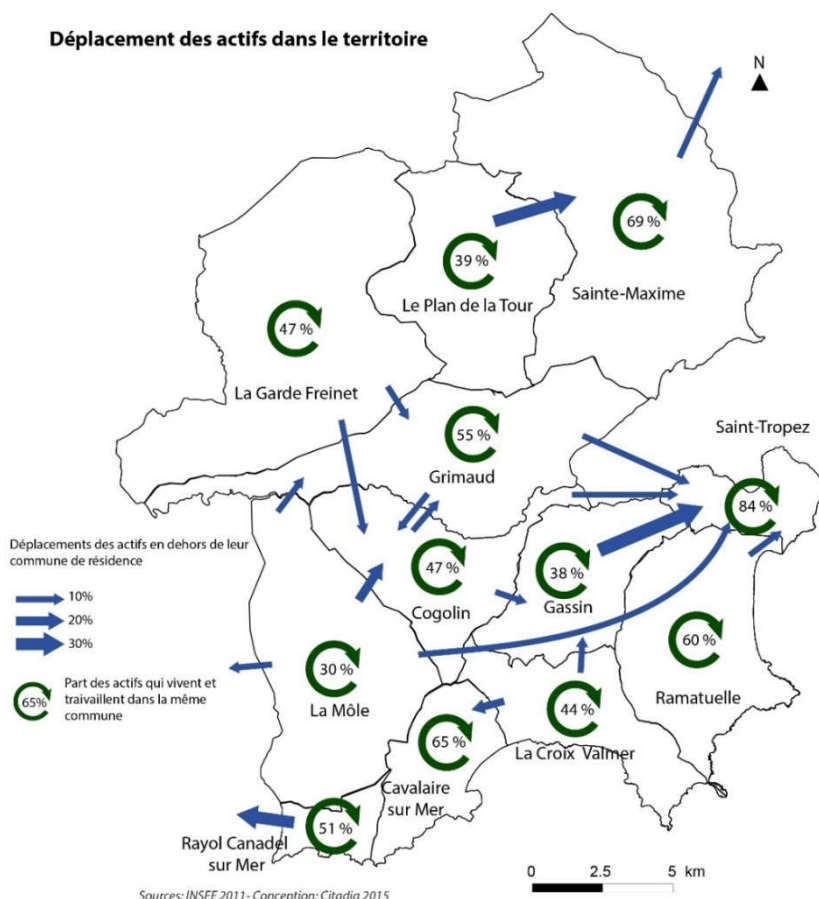 Déplacement des actifs dans le territoire
N
69 %
Sainte-Maxime
39 %
Le Plan de la Tour
47 %
La Garde Freinet
55 %
Grimaud
Saint-Tropez
84 %
Déplacements des actifs en dehors de leur
commune de résidence
10%
20%
30%
65%
Part des actifs qui vivent et
traivaillent dans la même
commune
47 %
Cogolin
38 %
Gassin
60 %
Ramatuelle
30 %
La Môle
44 %
La Croix Valmer
65 %
Cavalaire
sur Mer
51 %
Rayol Canadel
sur Mer
0 2.5 5 km
Sources: INSEE 2011- Conception: Citadia 2015